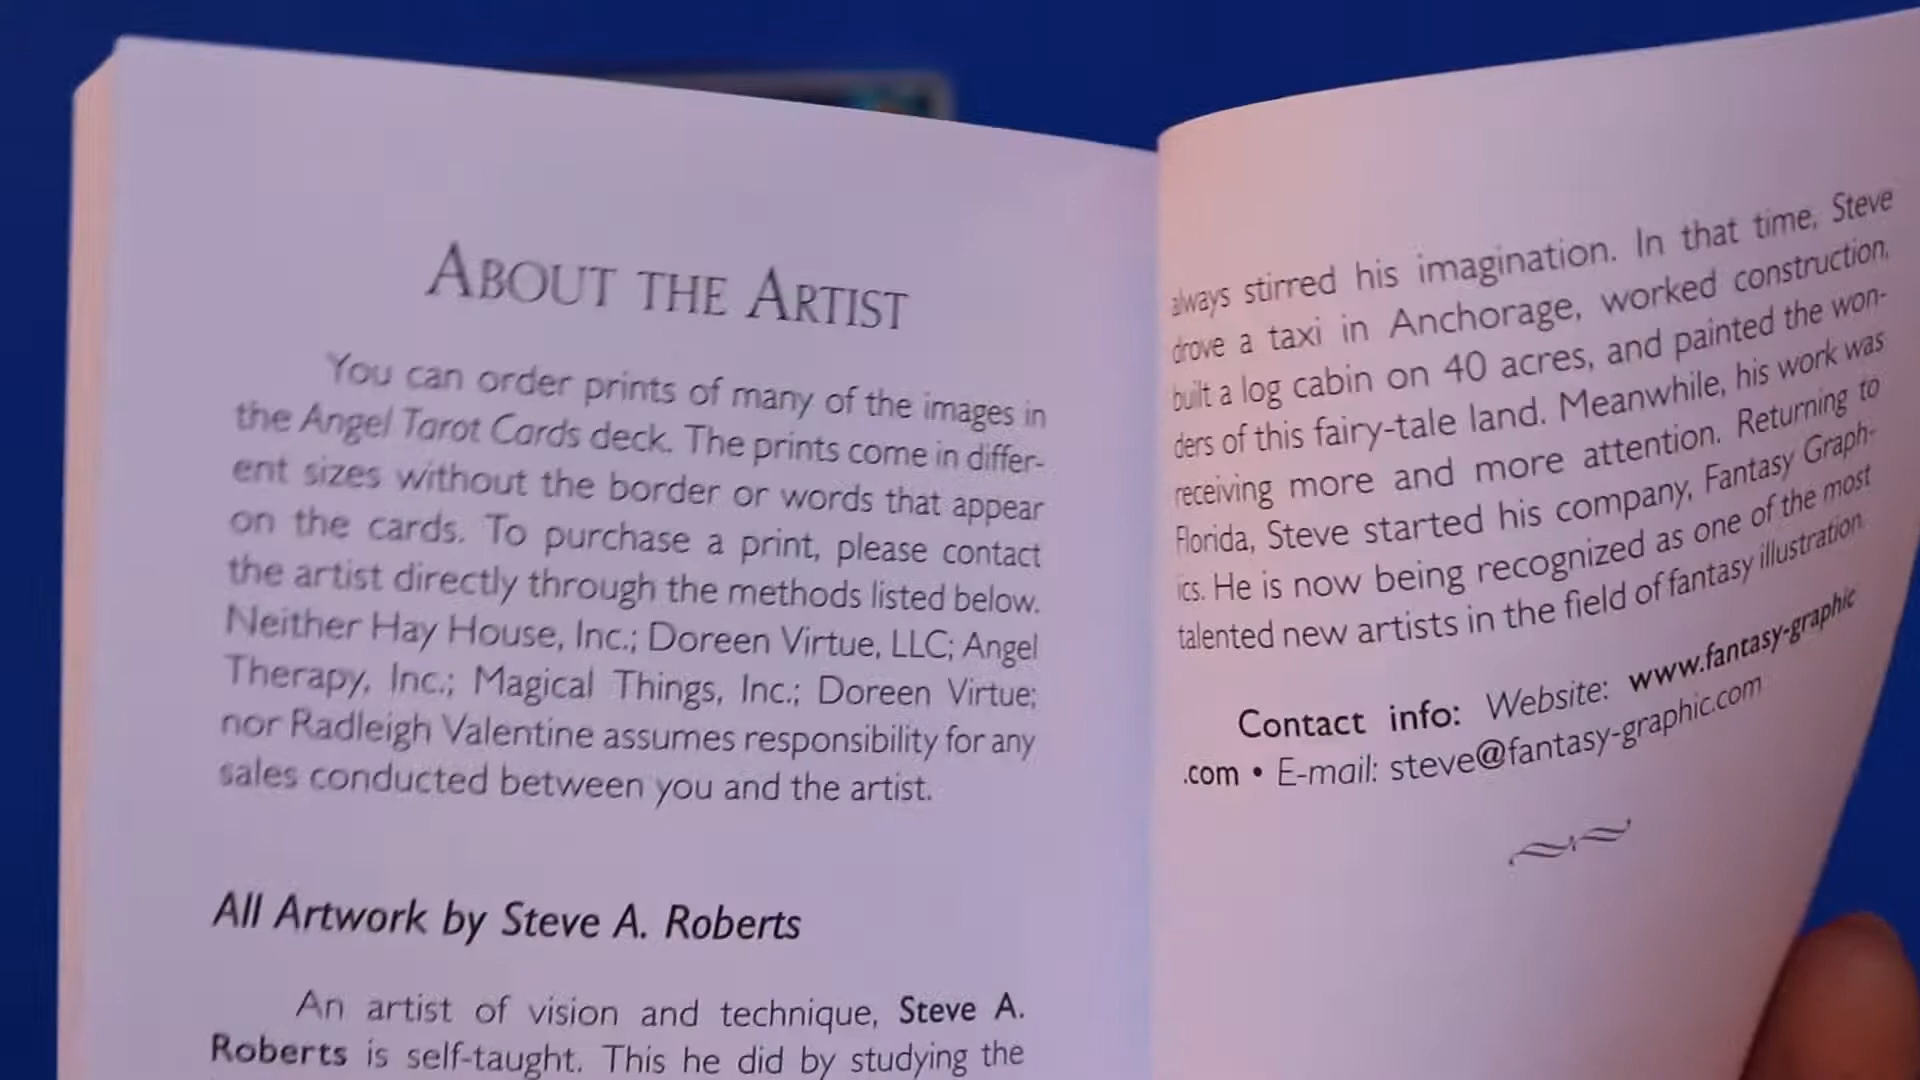 ABOUT THE ARTIST
You can order prints of many of the images in
the Angel Tarot Cards deck. The prints come in differ-
ent sizes without the border or words that appear
on the cards. To purchase a print, please contact
the artist directly through the methods listed below.
Neither Hay House, Inc.; Doreen Virtue, LLC; Angel
Therapy, Inc.; Magical Things, Inc.; Doreen Virtue;
nor Radleigh Valentine assumes responsibility for any
sales conducted between you and the artist.
All Artwork by Steve A. Roberts
An artist of vision and technique, Steve A.
Roberts is self-taught. This he did by studying the
always stirred his imagination. In that time, Steve
drove a taxi in Anchorage, worked construction,
built a log cabin on 40 acres, and painted the won-
ders of this fairy-tale land. Meanwhile, his work was
receiving more and more attention. Returning to
Florida, Steve started his company, Fantasy Graph-
ics. He is now being recognized as one of the most
talented new artists in the field of fantasy illustration
Contact info: Website: www.fantasy-graphic
.com • E-mail: steve@fantasy-graphic.com